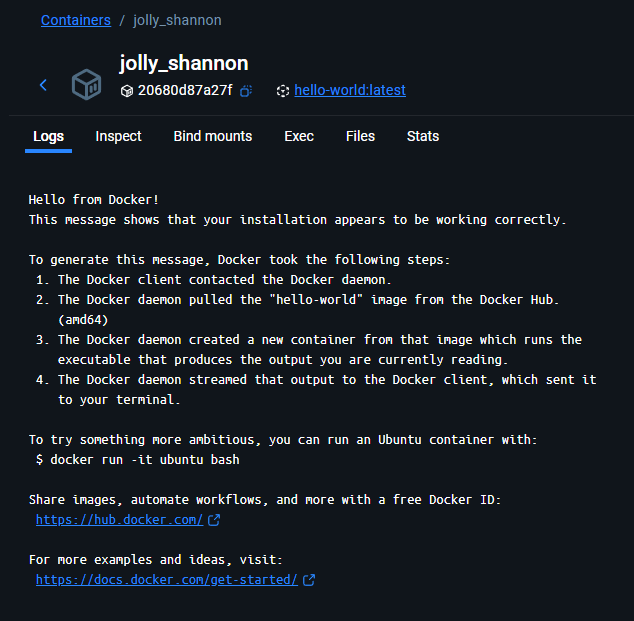 Containers / jolly_shannon
jolly_shannon
20680d87a27f hello-world:latest
Logs Inspect Bind mounts Exec Files Stats
Hello from Docker!
This message shows that your installation appears to be working correctly.
To generate this message, Docker took the following steps:
1. The Docker client contacted the Docker daemon.
2. The Docker daemon pulled the "hello-world" image from the Docker Hub.
(amd64)
3. The Docker daemon created a new container from that image which runs the
executable that produces the output you are currently reading.
4. The Docker daemon streamed that output to the Docker client, which sent it
to your terminal.
To try something more ambitious, you can run an Ubuntu container with:
$ docker run -it ubuntu bash
Share images, automate workflows, and more with a free Docker ID:
https://hub.docker.com/
For more examples and ideas, visit:
https://docs.docker.com/get-started/